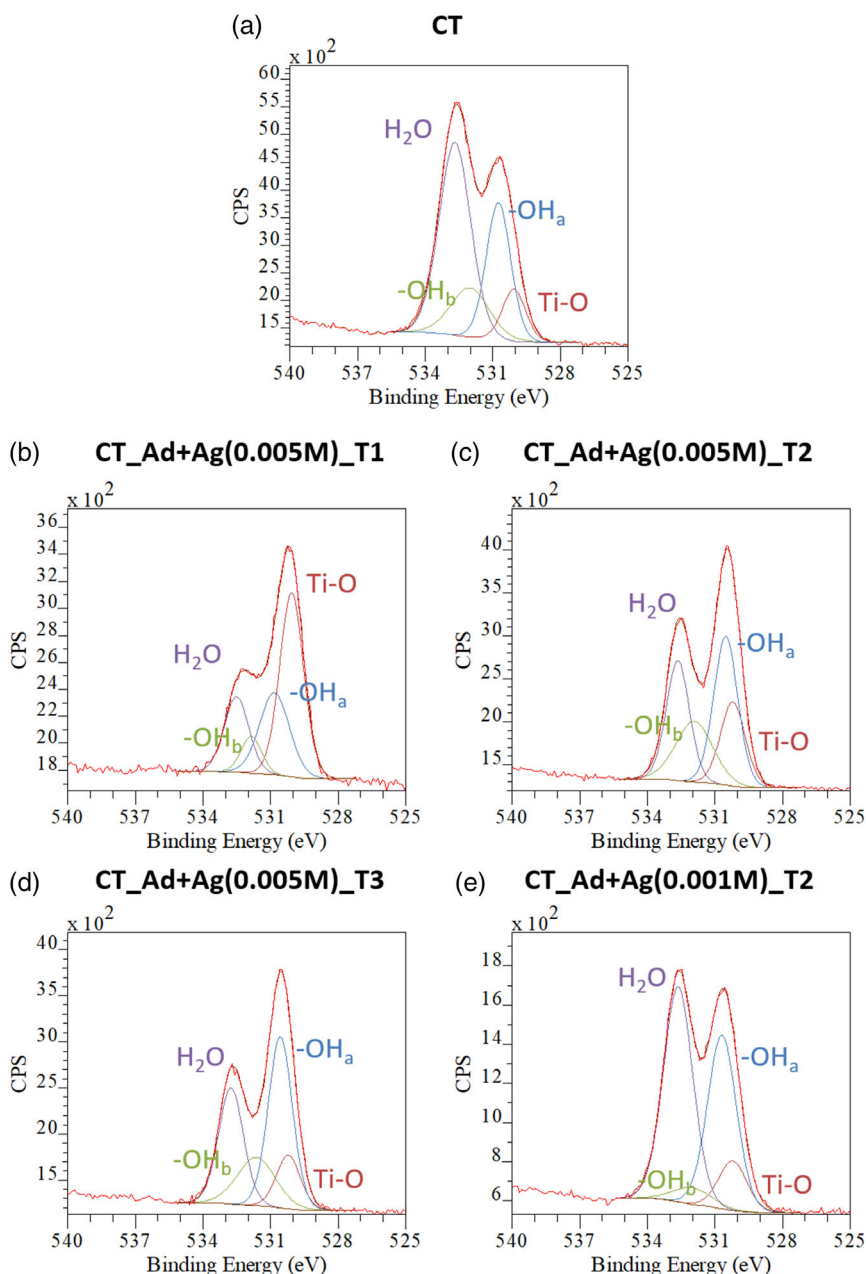 (a) CT
x 10²
60
55
50
45
40
35
30
25
20
15
CPS
H₂O
-OHₐ
-OH_b
Ti-O
540 537 534 531 528 525
Binding Energy (eV)
(b) CT_Ad+Ag(0.005M)_T1
x 10²
36
34
32
30
28
26
24
22
20
18
CPS
Ti-O
H₂O
-OHₐ
-OH_b
540 537 534 531 528 525
Binding Energy (eV)
(c) CT_Ad+Ag(0.005M)_T2
x 10²
40
35
30
25
20
15
CPS
H₂O
-OHₐ
-OH_b
Ti-O
540 537 534 531 528 525
Binding Energy (eV)
(d) CT_Ad+Ag(0.005M)_T3
x 10²
40
35
30
25
20
15
CPS
H₂O
-OHₐ
-OH_b
Ti-O
540 537 534 531 528 525
Binding Energy (eV)
(e) CT_Ad+Ag(0.001M)_T2
x 10²
18
16
14
12
10
8
6
CPS
H₂O
-OHₐ
-OH_b
Ti-O
540 537 534 531 528 525
Binding Energy (eV)